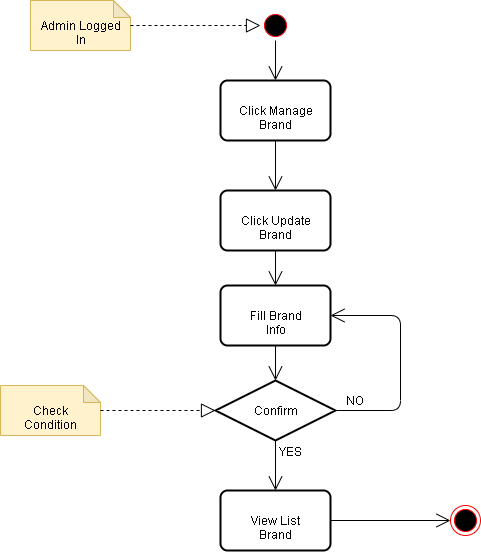 Admin Logged
In
Click Manage
Brand
Click Update
Brand
Fill Brand
Info
Check
Condition
Confirm
NO
YES
View List
Brand